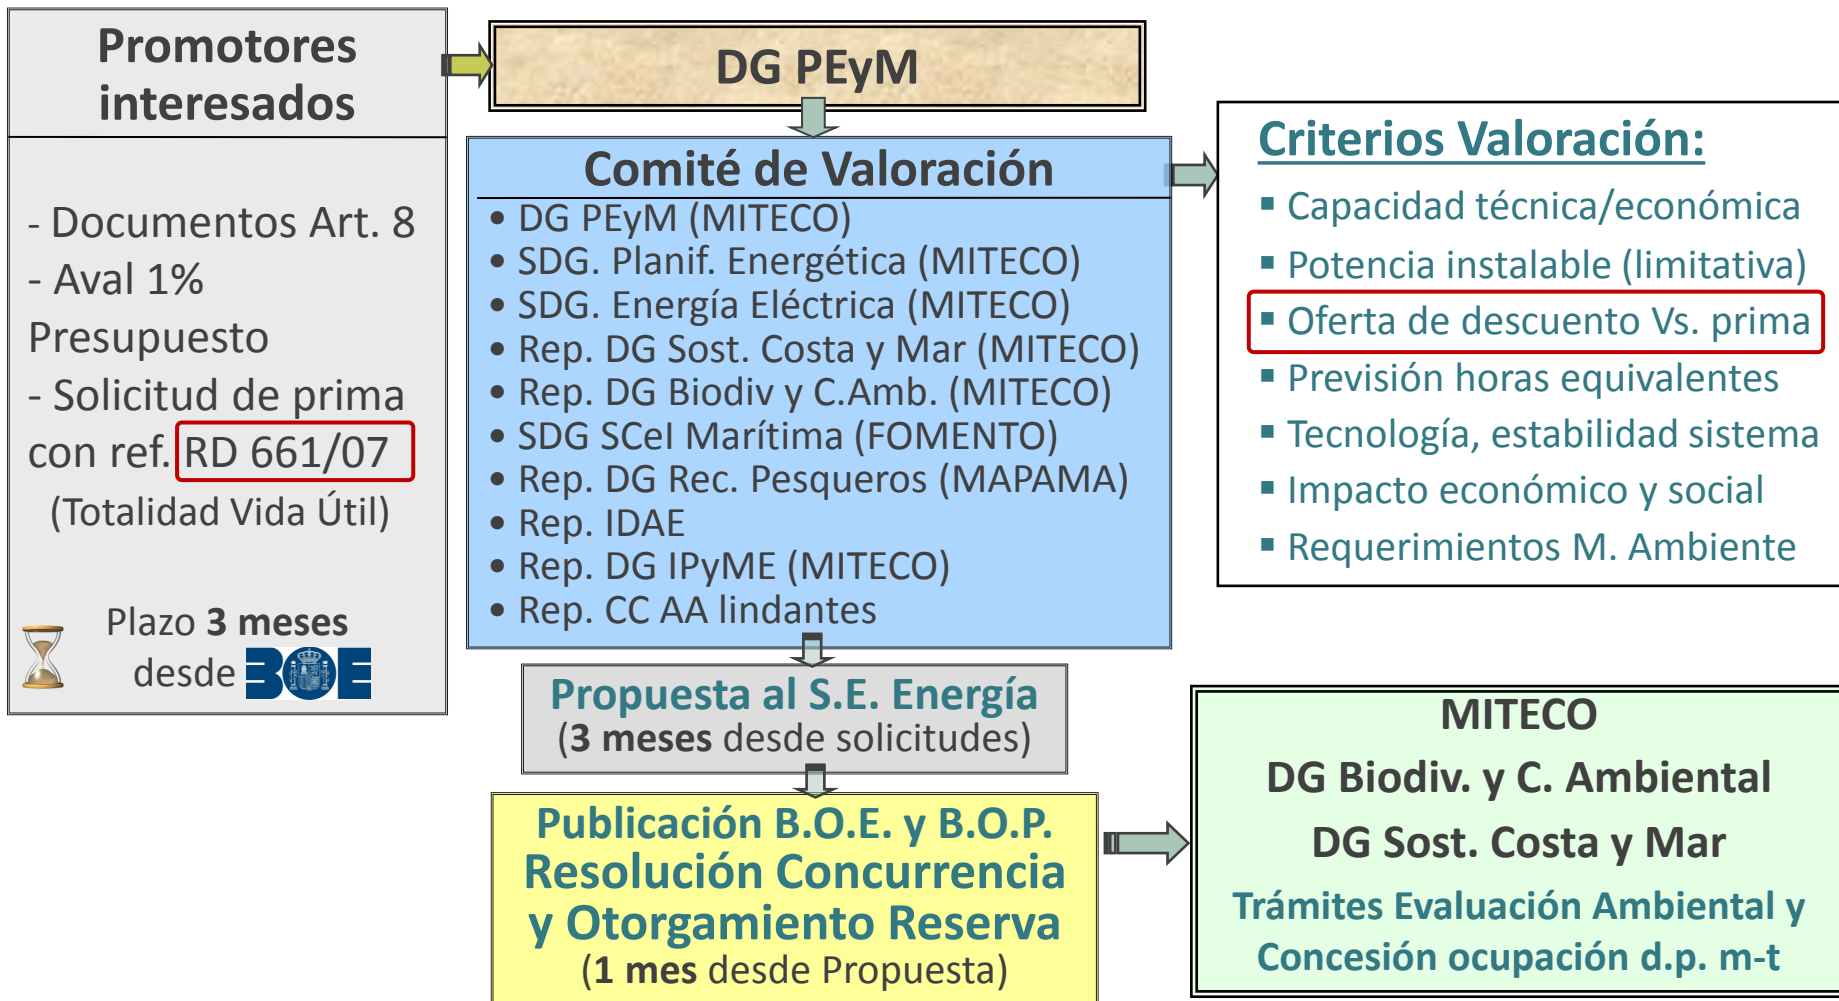 Promotores
interesados
- Documentos Art. 8
- Aval 1%
Presupuesto
- Solicitud de prima
con ref. RD 661/07
(Totalidad Vida Útil)
Plazo 3 meses
desde BOE
DG PEyM
Comité de Valoración
• DG PEyM (MITECO)
• SDG. Planif. Energética (MITECO)
• SDG. Energía Eléctrica (MITECO)
• Rep. DG Sost. Costa y Mar (MITECO)
• Rep. DG Biodiv y C.Amb. (MITECO)
• SDG SCeI Marítima (FOMENTO)
• Rep. DG Rec. Pesqueros (MAPAMA)
• Rep. IDAE
• Rep. DG IPyME (MITECO)
• Rep. CC AA lindantes
Criterios Valoración:
▪ Capacidad técnica/económica
▪ Potencia instalable (limitativa)
▪ Oferta de descuento Vs. prima
▪ Previsión horas equivalentes
▪ Tecnología, estabilidad sistema
▪ Impacto económico y social
▪ Requerimientos M. Ambiente
Propuesta al S.E. Energía
(3 meses desde solicitudes)
Publicación B.O.E. y B.O.P.
Resolución Concurrencia
y Otorgamiento Reserva
(1 mes desde Propuesta)
MITECO
DG Biodiv. y C. Ambiental
DG Sost. Costa y Mar
Trámites Evaluación Ambiental y
Concesión ocupación d.p. m-t